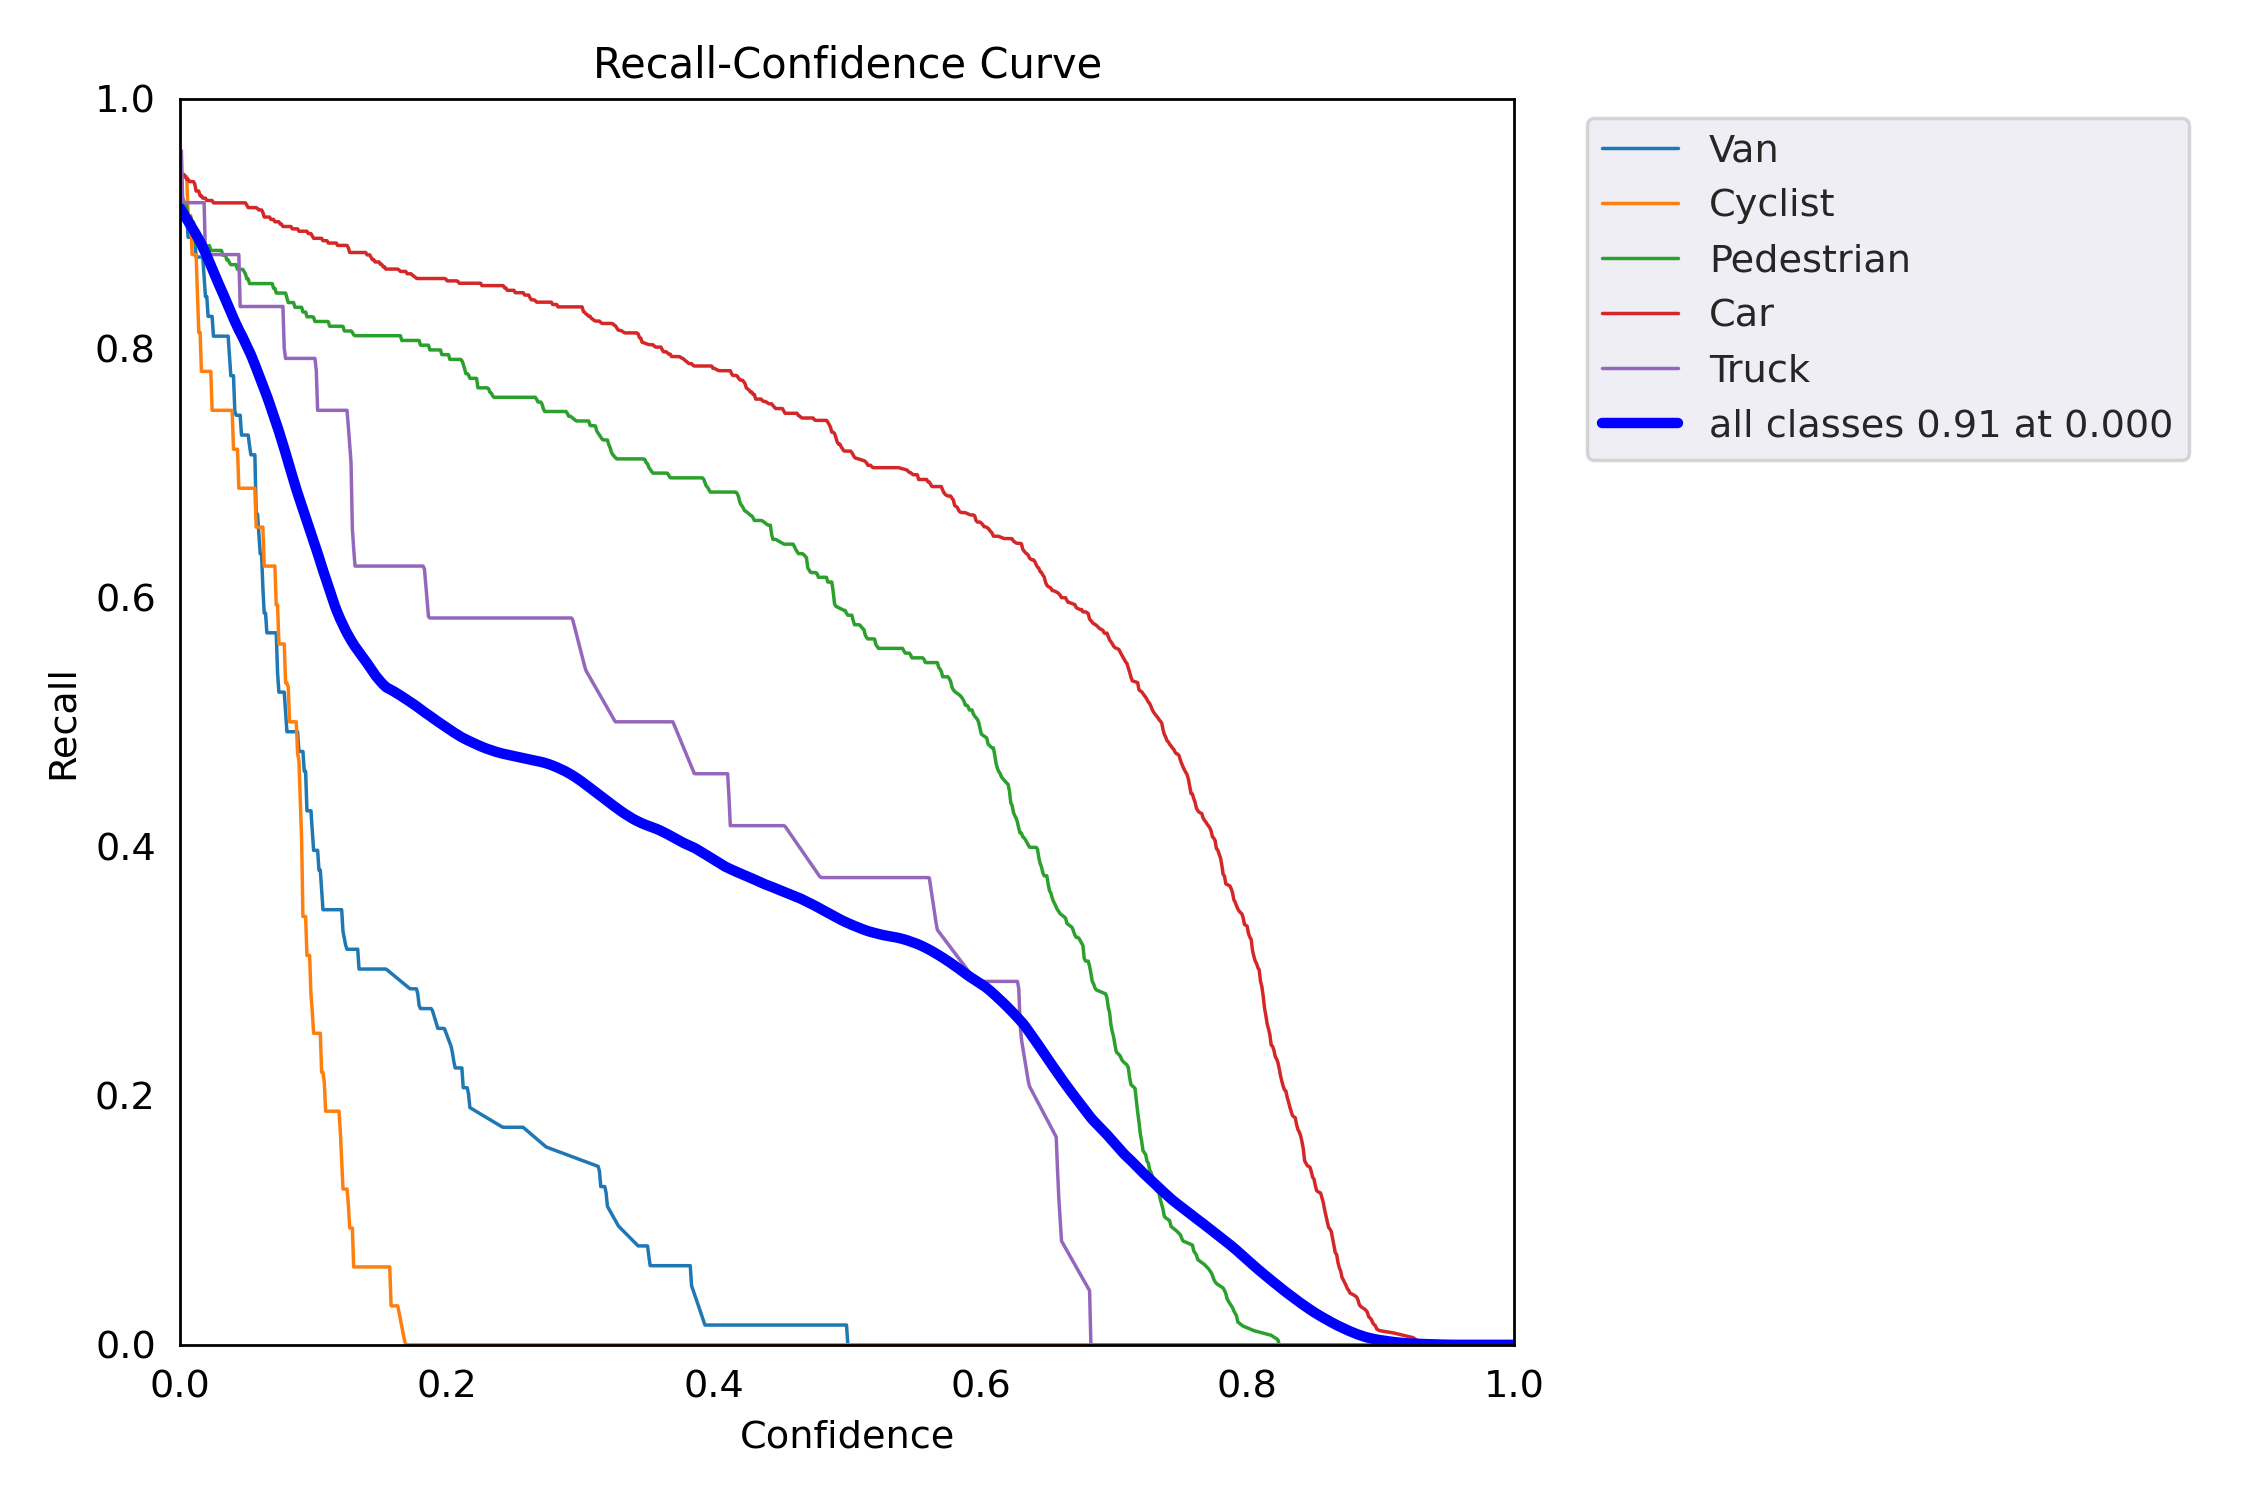 Recall-Confidence Curve
1.0
0.8
0.6
0.4
0.2
0.0
Recall
0.0 0.2 0.4 0.6 0.8 1.0
Confidence
Van
Cyclist
Pedestrian
Car
Truck
all classes 0.91 at 0.000